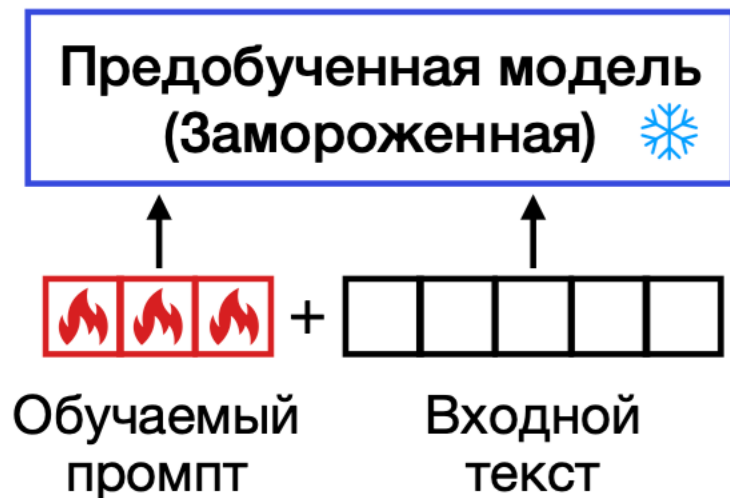 Предобученная модель
(Замороженная)
+
Обучаемый
промпт
Входной
текст